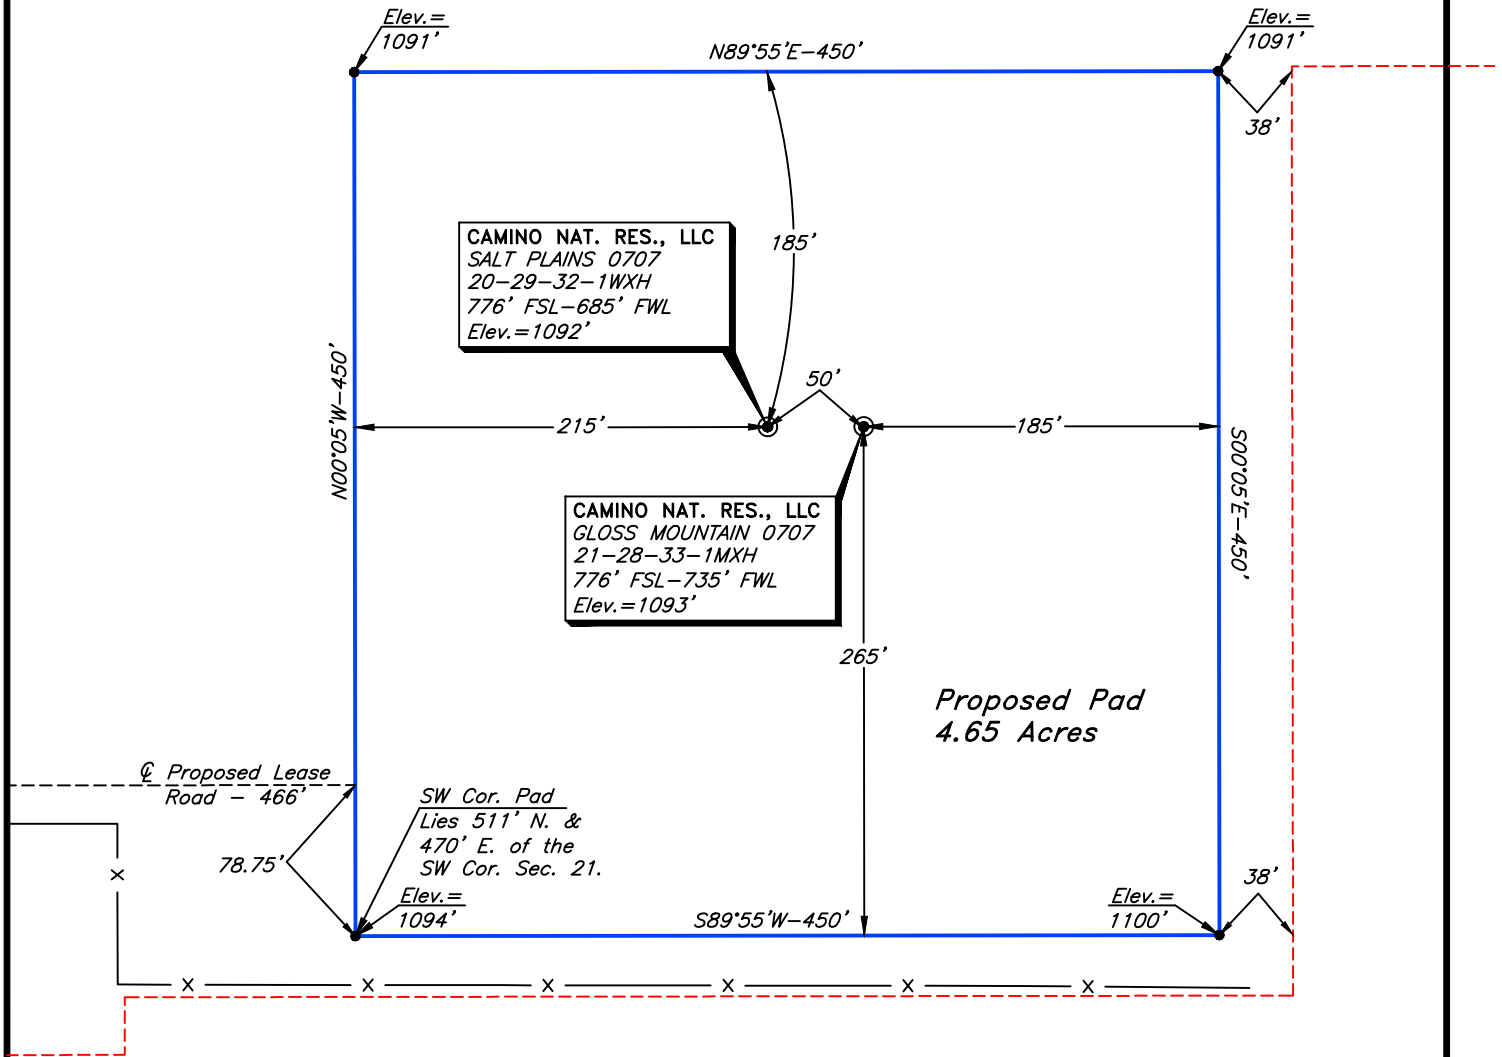 Elev.=
1091'
N89°55'E-450'
Elev.=
1091'
38'
CAMINO NAT. RES., LLC
SALT PLAINS 0707
20-29-32-1WXH
776' FSL-685' FWL
Elev.=1092'
185'
N00°05'W-450'
50'
215'
185'
S00°05'E-450'
CAMINO NAT. RES., LLC
GLOSS MOUNTAIN 0707
21-28-33-1MXH
776' FSL-735' FWL
Elev.=1093'
265'
Proposed Pad
4.65 Acres
℄ Proposed Lease
Road - 466'
SW Cor. Pad
Lies 511' N. &
470' E. of the
SW Cor. Sec. 21.
78.75'
X
Elev.=
1094'
S89°55'W-450'
Elev.=
1100'
38'
X X X X X X